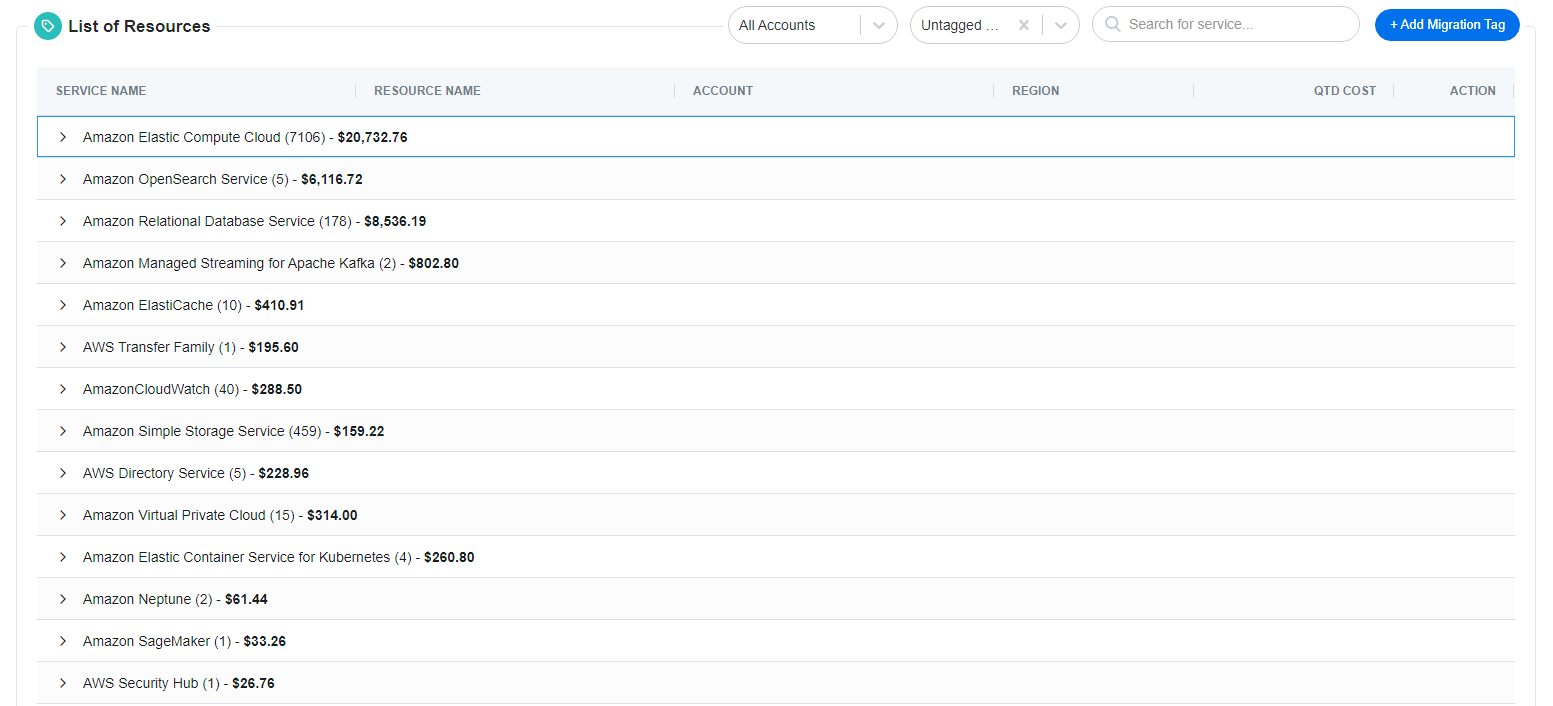 List of Resources
All Accounts
Untagged ...
Search for service...
+ Add Migration Tag
SERVICE NAME RESOURCE NAME ACCOUNT REGION QTD COST ACTION
Amazon Elastic Compute Cloud (7106) - $20,732.76
Amazon OpenSearch Service (5) - $6,116.72
Amazon Relational Database Service (178) - $8,536.19
Amazon Managed Streaming for Apache Kafka (2) - $802.80
Amazon ElastiCache (10) - $410.91
AWS Transfer Family (1) - $195.60
AmazonCloudWatch (40) - $288.50
Amazon Simple Storage Service (459) - $159.22
AWS Directory Service (5) - $228.96
Amazon Virtual Private Cloud (15) - $314.00
Amazon Elastic Container Service for Kubernetes (4) - $260.80
Amazon Neptune (2) - $61.44
Amazon SageMaker (1) - $33.26
AWS Security Hub (1) - $26.76